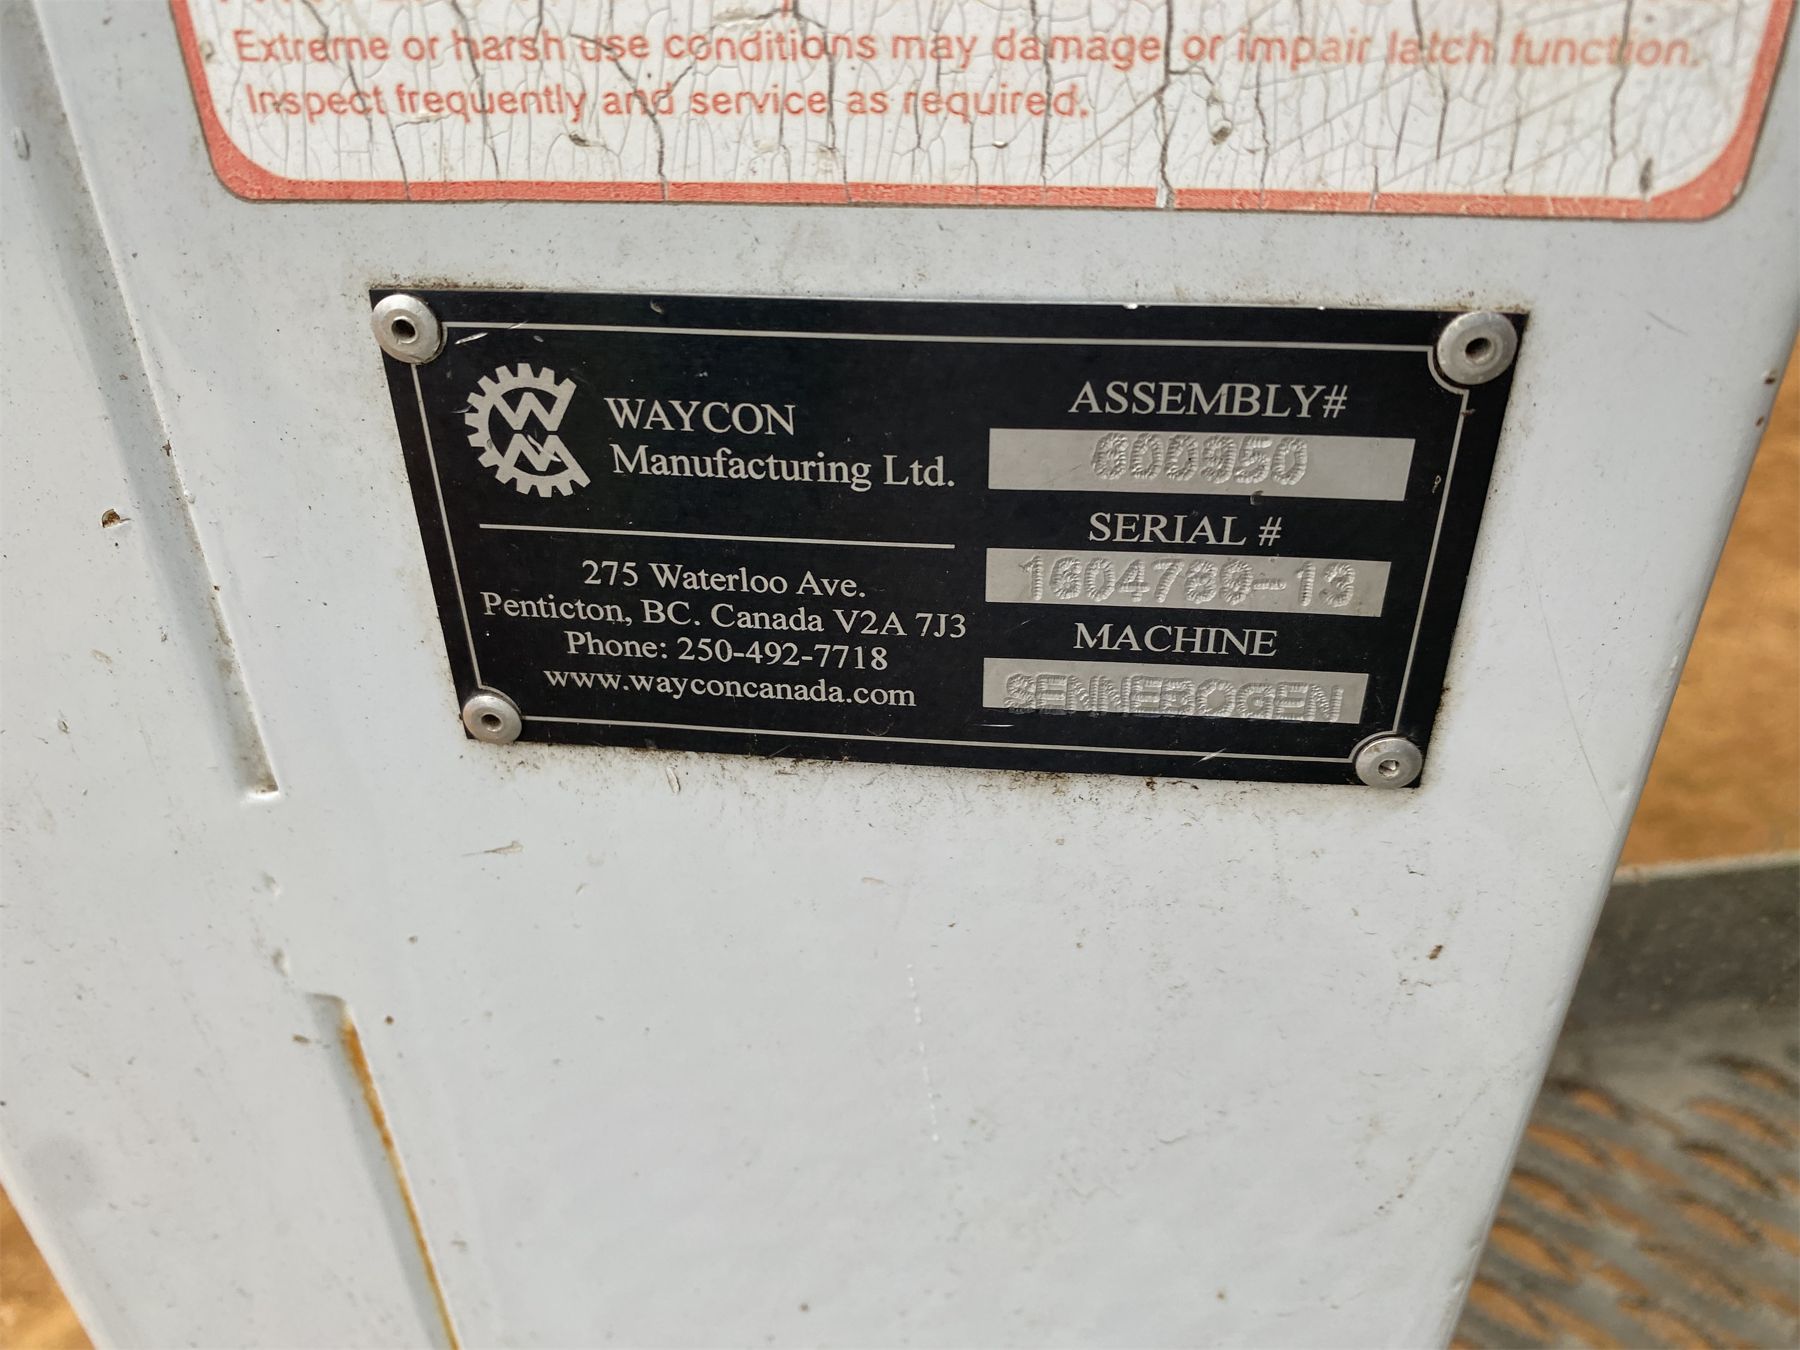 Extreme or harsh use conditions may damage or impair latch function.
Inspect frequently and service as required.
WAYCON
Manufacturing Ltd.
275 Waterloo Ave.
Penticton, BC. Canada V2A 7J3
Phone: 250-492-7718
www.wayconcanada.com
ASSEMBLY#
600950
SERIAL #
MACHINE
SENNEBOGEN